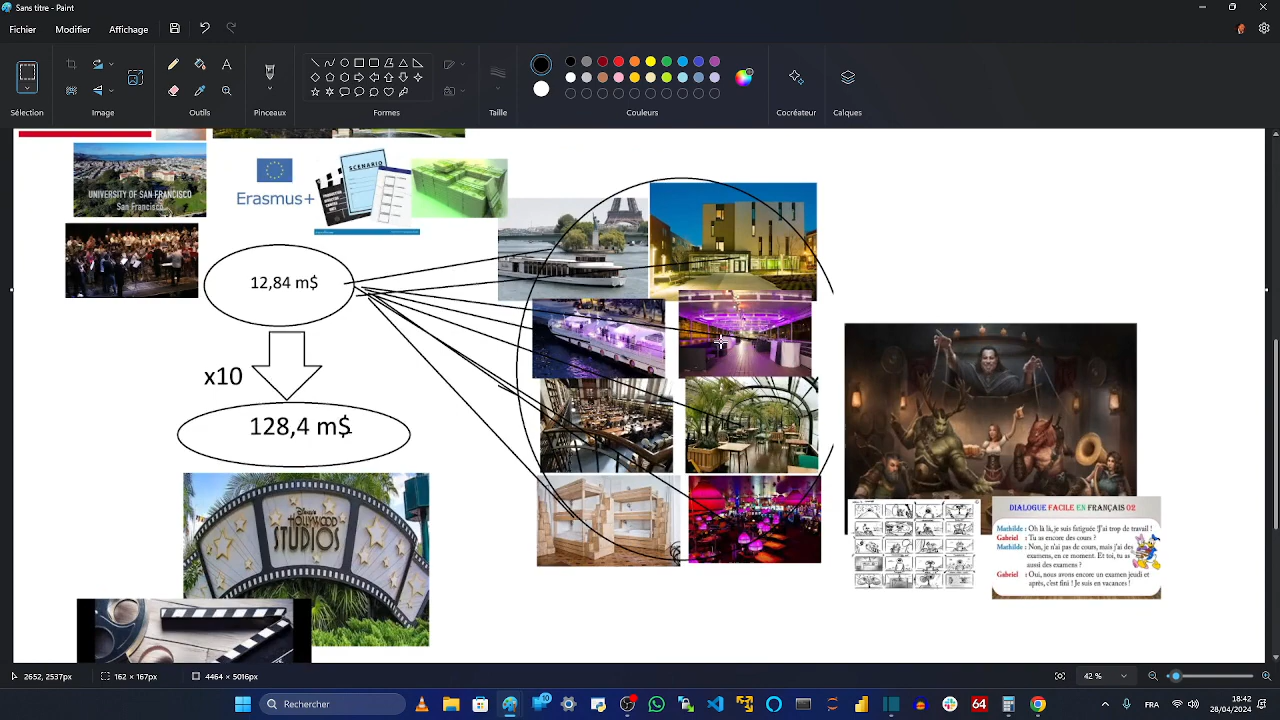 Sans titre - Paint
Fichier
Modifier
Affichage
Sélection
Image
Outils
Pinceaux
Formes
Taille
Couleurs
Cocréateur
Calques
UNIVERSITY OF SAN FRANCISCO
San Francisco
Erasmus+
SCENARIO
12,84 m$
x10
128,4 m$
Disney's
HOLLYWOOD
STUDIOS
DIALOGUE FACILE EN FRANÇAIS 02
Mathilde : Oh là là, je suis fatiguée !J'ai trop de travail !
Gabriel : Tu as encore des cours ?
Mathilde : Non, je n'ai pas de cours, mais j'ai des
examens, en ce moment. Et toi, tu as
aussi des examens ?
Gabriel : Oui, nous avons encore un examen jeudi et
après, c'est fini ! Je suis en vacances !
162 × 167px
4464 × 5016px
42 %
Rechercher
FRA
18:42
28/04/2024